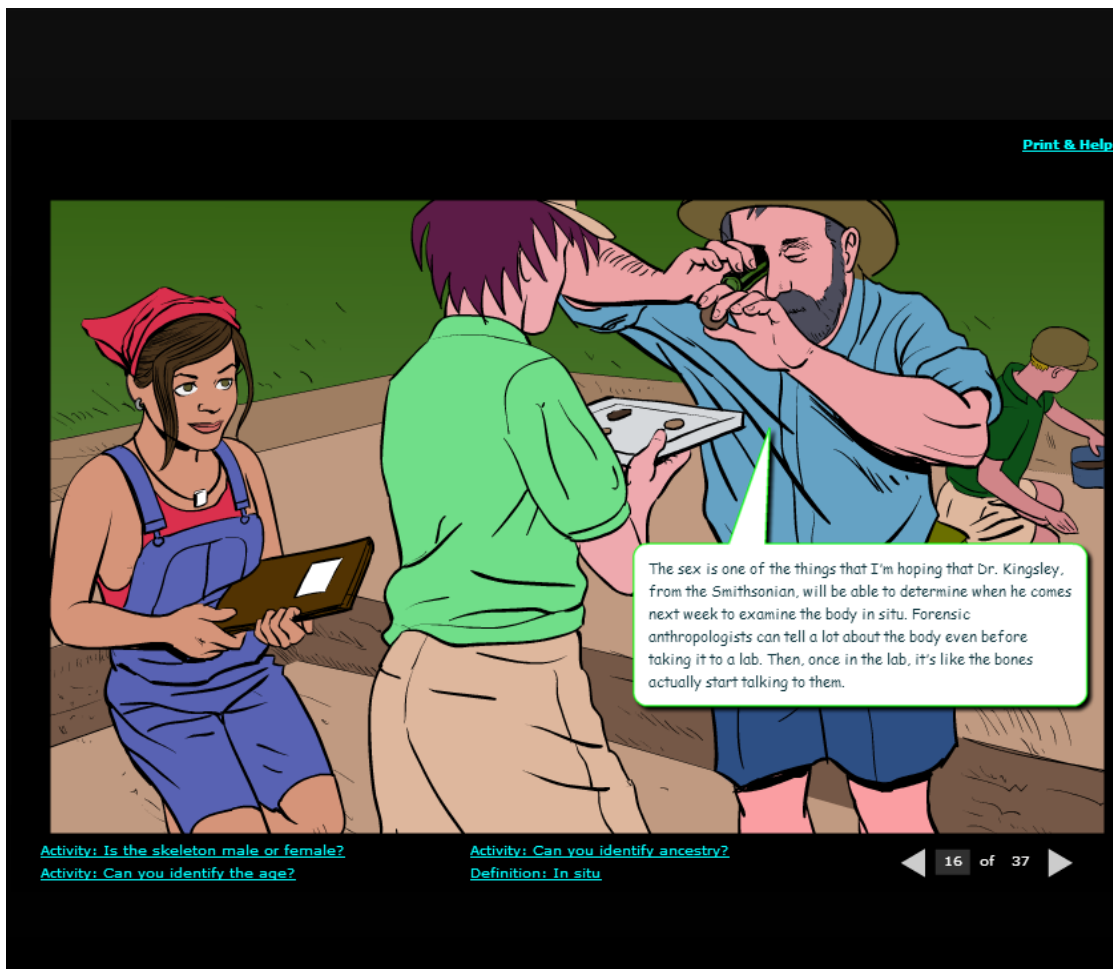 Print & Help
The sex is one of the things that I'm hoping that Dr. Kingsley,
from the Smithsonian, will be able to determine when he comes
next week to examine the body in situ. Forensic
anthropologists can tell a lot about the body even before
taking it to a lab. Then, once in the lab, it's like the bones
actually start talking to them.
Activity: Is the skeleton male or female?
Activity: Can you identify the age?
Activity: Can you identify ancestry?
Definition: In situ
16 of 37